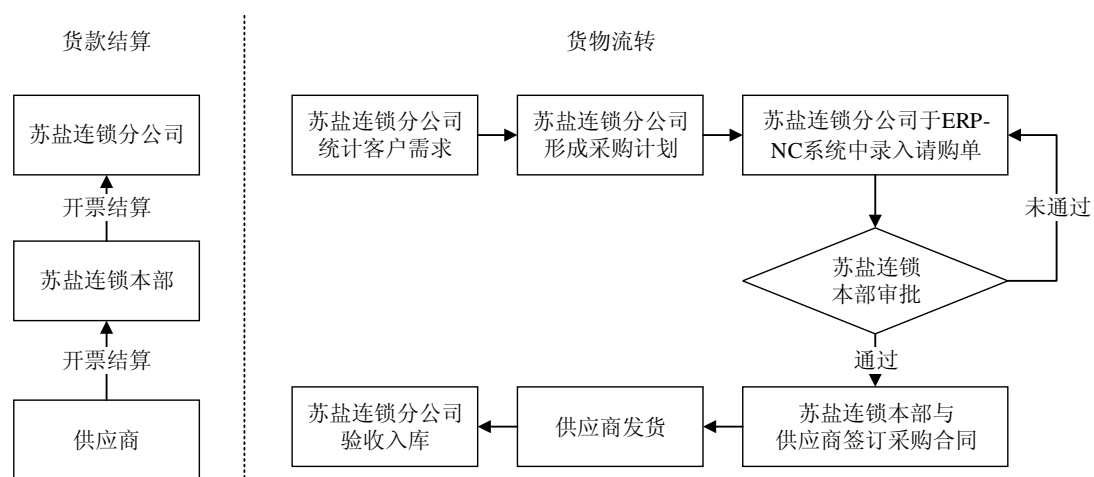 货款结算
货物流转
苏盐连锁分公司
开票结算
苏盐连锁本部
开票结算
供应商
苏盐连锁分公司
统计客户需求
苏盐连锁分公司
形成采购计划
苏盐连锁分公司于ERP-
NC系统中录入请购单
未通过
苏盐连锁
本部审批
通过
苏盐连锁本部与
供应商签订采购合同
供应商发货
苏盐连锁分公司
验收入库